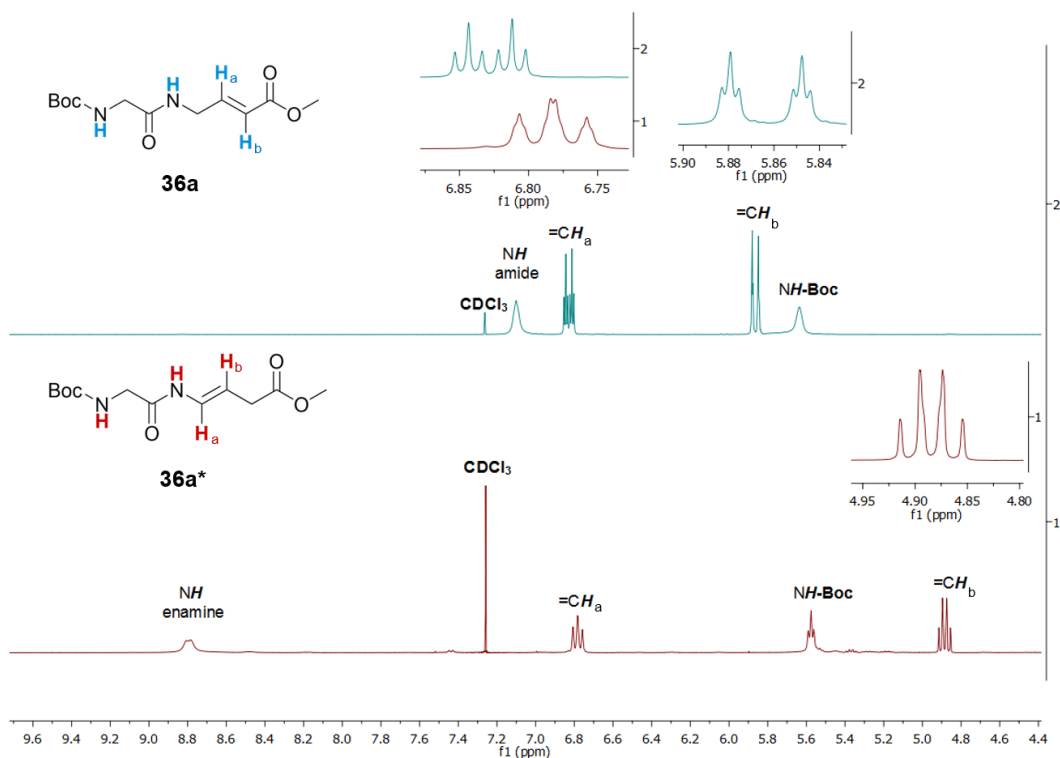 H
N
Boc
N
H
O
Ha
O
O
Hb
36a
2
1
6.85 6.80 6.75
f1 (ppm)
2
5.90 5.88 5.86 5.84
f1 (ppm)
2
CDCl3
NH
amide
=CHa
=CHb
NH-Boc
H
N
Boc
N
H
O
Hb
O
O
Ha
36a*
1
4.95 4.90 4.85 4.80
f1 (ppm)
1
NH
enamine
CDCl3
=CHa
NH-Boc
=CHb
9.6 9.4 9.2 9.0 8.8 8.6 8.4 8.2 8.0 7.8 7.6 7.4 7.2 7.0 6.8 6.6 6.4 6.2 6.0 5.8 5.6 5.4 5.2 5.0 4.8 4.6 4.4
f1 (ppm)